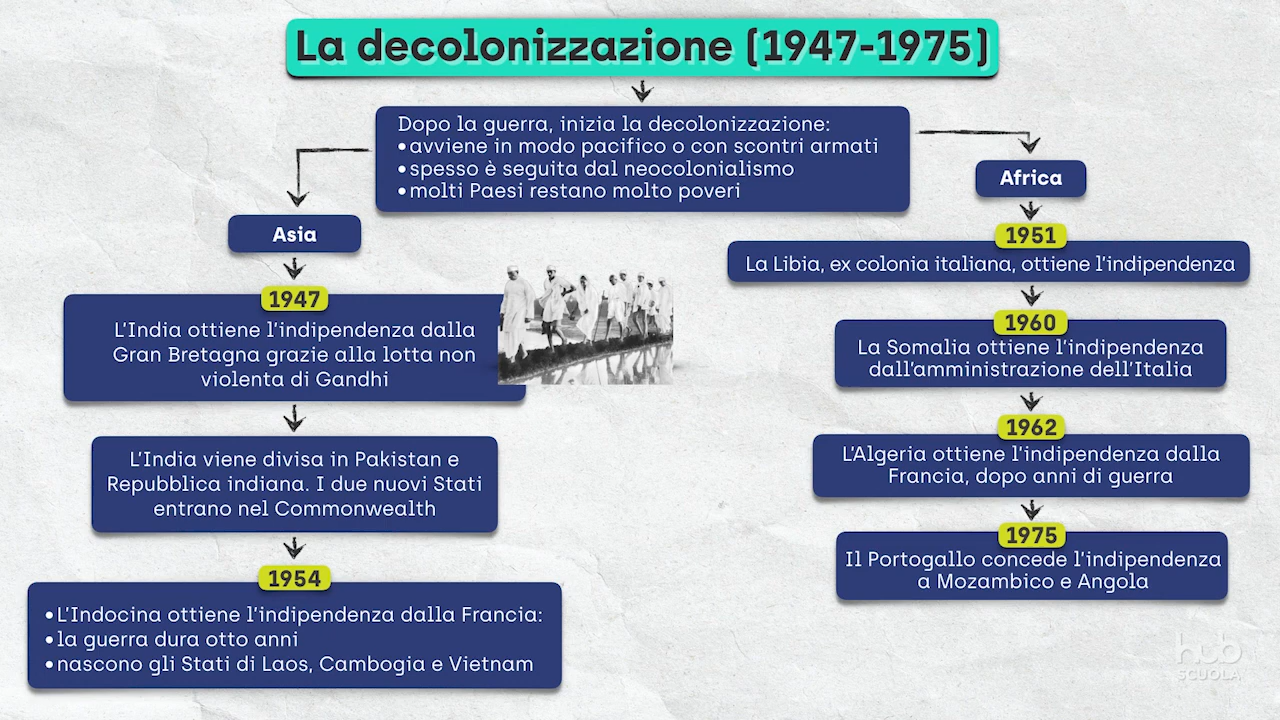 La decolonizzazione (1947-1975)
Dopo la guerra, inizia la decolonizzazione:
• avviene in modo pacifico o con scontri armati
• spesso è seguita dal neocolonialismo
• molti Paesi restano molto poveri
Asia
1947
L'India ottiene l'indipendenza dalla
Gran Bretagna grazie alla lotta non
violenta di Gandhi
L'India viene divisa in Pakistan e
Repubblica indiana. I due nuovi Stati
entrano nel Commonwealth
1954
• L'Indocina ottiene l'indipendenza dalla Francia:
• la guerra dura otto anni
• nascono gli Stati di Laos, Cambogia e Vietnam
Africa
1951
La Libia, ex colonia italiana, ottiene l'indipendenza
1960
La Somalia ottiene l'indipendenza
dall'amministrazione dell'Italia
1962
L'Algeria ottiene l'indipendenza dalla
Francia, dopo anni di guerra
1975
Il Portogallo concede l'indipendenza
a Mozambico e Angola
hub
SCUOLA